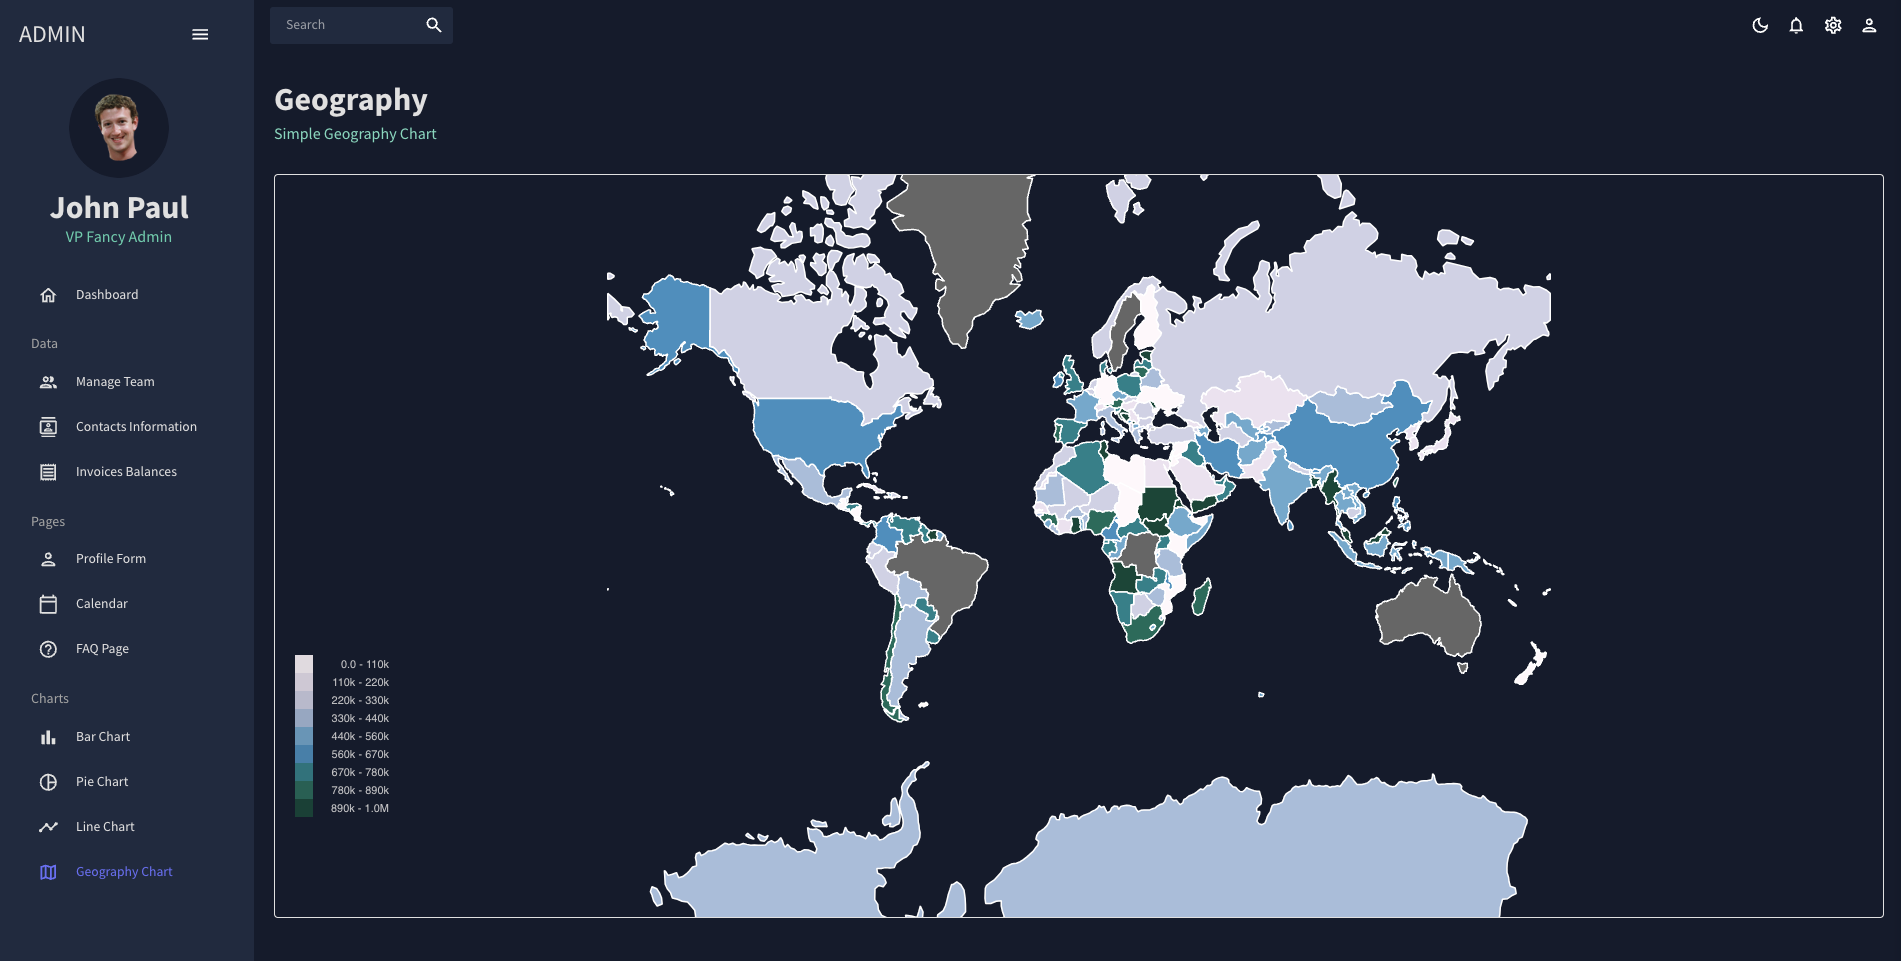 ADMIN
Search
John Paul
VP Fancy Admin
Dashboard
Data
Manage Team
Contacts Information
Invoices Balances
Pages
Profile Form
Calendar
FAQ Page
Charts
Bar Chart
Pie Chart
Line Chart
Geography Chart
Geography
Simple Geography Chart
0.0 - 110k
110k - 220k
220k - 330k
330k - 440k
440k - 560k
560k - 670k
670k - 780k
780k - 890k
890k - 1.0M